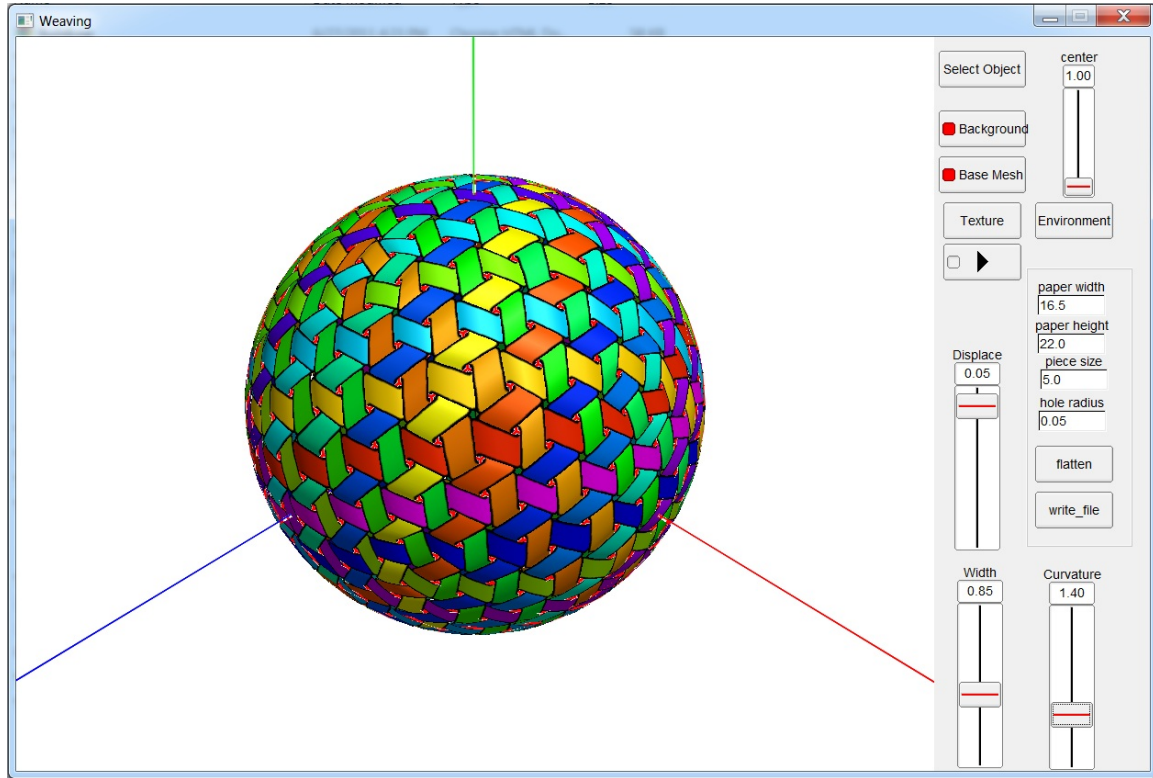 Weaving
Select Object
center
1.00
Background
Base Mesh
Texture
Environment
paper width
16.5
paper height
22.0
piece size
5.0
hole radius
0.05
Displace
0.05
flatten
write_file
Width
0.85
Curvature
1.40